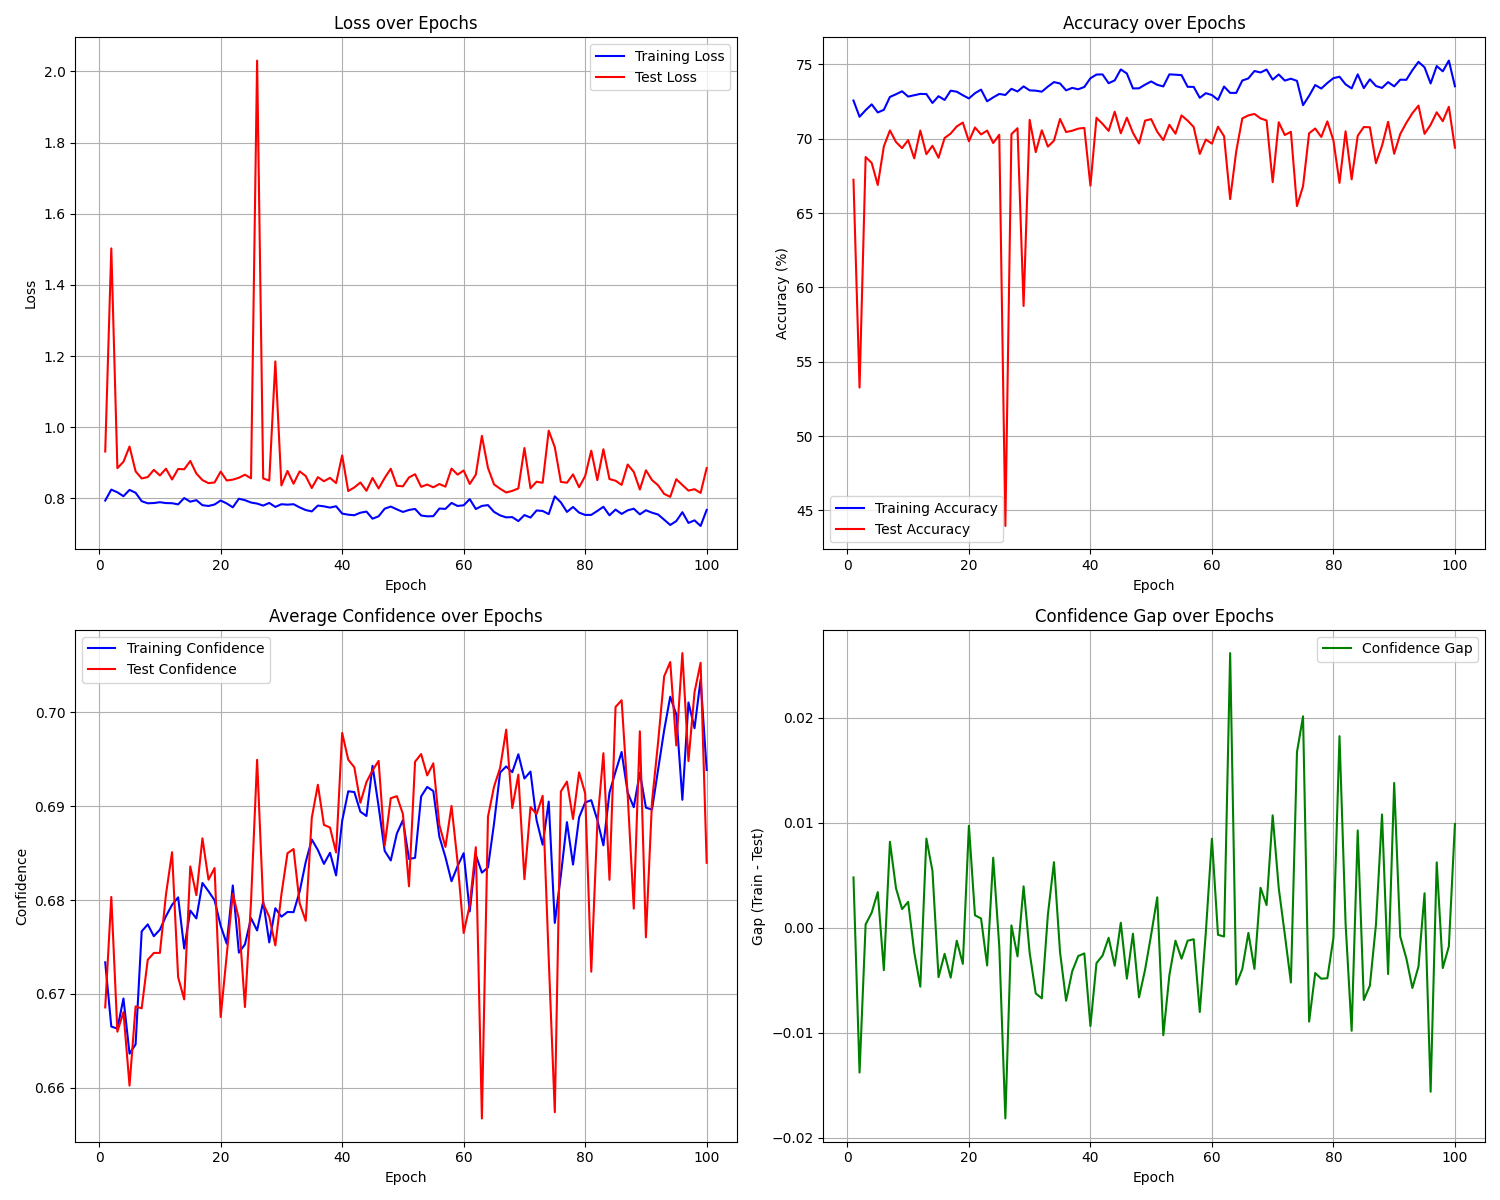 Loss over Epochs
Training Loss
Test Loss
2.0
1.8
1.6
1.4
1.2
1.0
0.8
Loss
0 20 40 60 80 100
Epoch
Accuracy over Epochs
75
70
65
60
55
50
45
Accuracy (%)
Training Accuracy
Test Accuracy
0 20 40 60 80 100
Epoch
Average Confidence over Epochs
Training Confidence
Test Confidence
0.70
0.69
0.68
0.67
0.66
Confidence
0 20 40 60 80 100
Epoch
Confidence Gap over Epochs
Confidence Gap
0.02
0.01
0.00
−0.01
−0.02
Gap (Train - Test)
0 20 40 60 80 100
Epoch